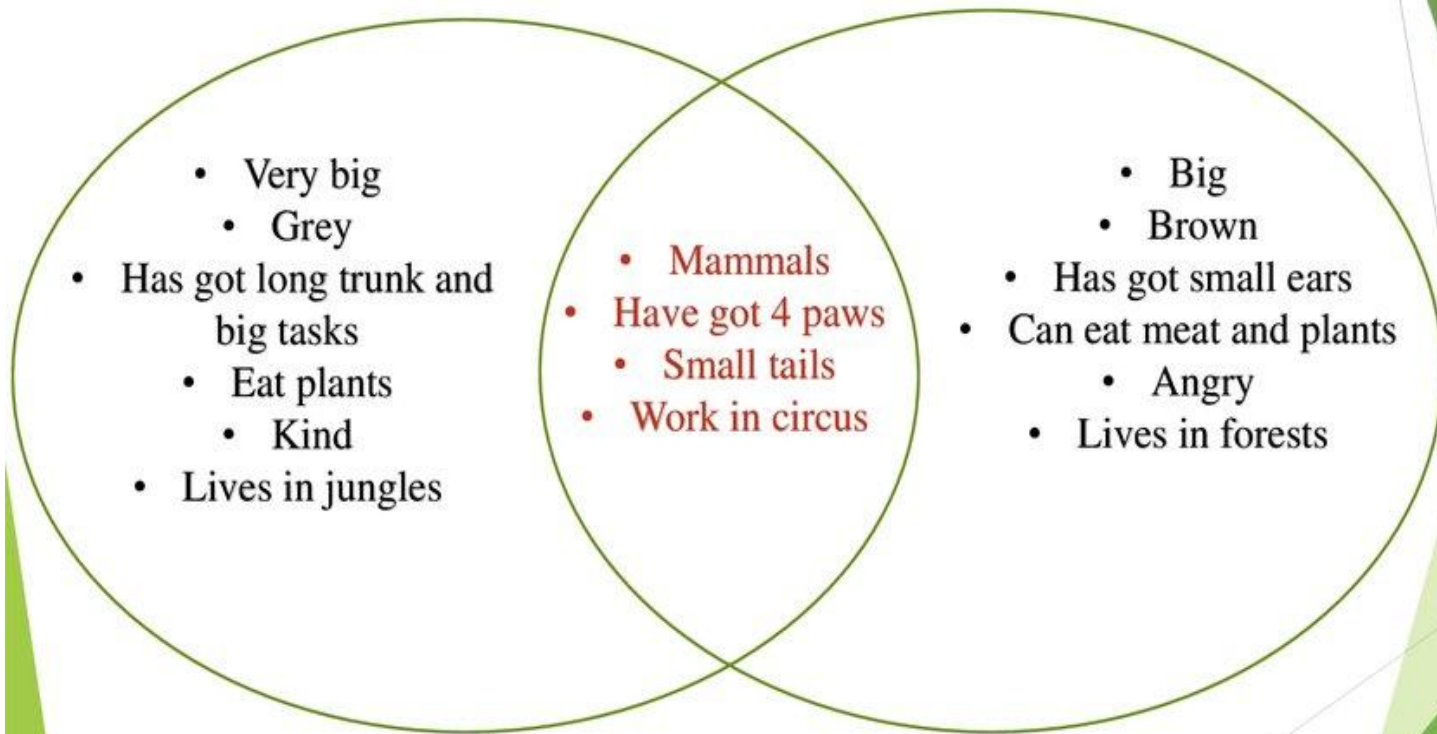 • Very big
• Grey
• Has got long trunk and
big tasks
• Eat plants
• Kind
• Lives in jungles
• Mammals
• Have got 4 paws
• Small tails
• Work in circus
• Big
• Brown
• Has got small ears
• Can eat meat and plants
• Angry
• Lives in forests